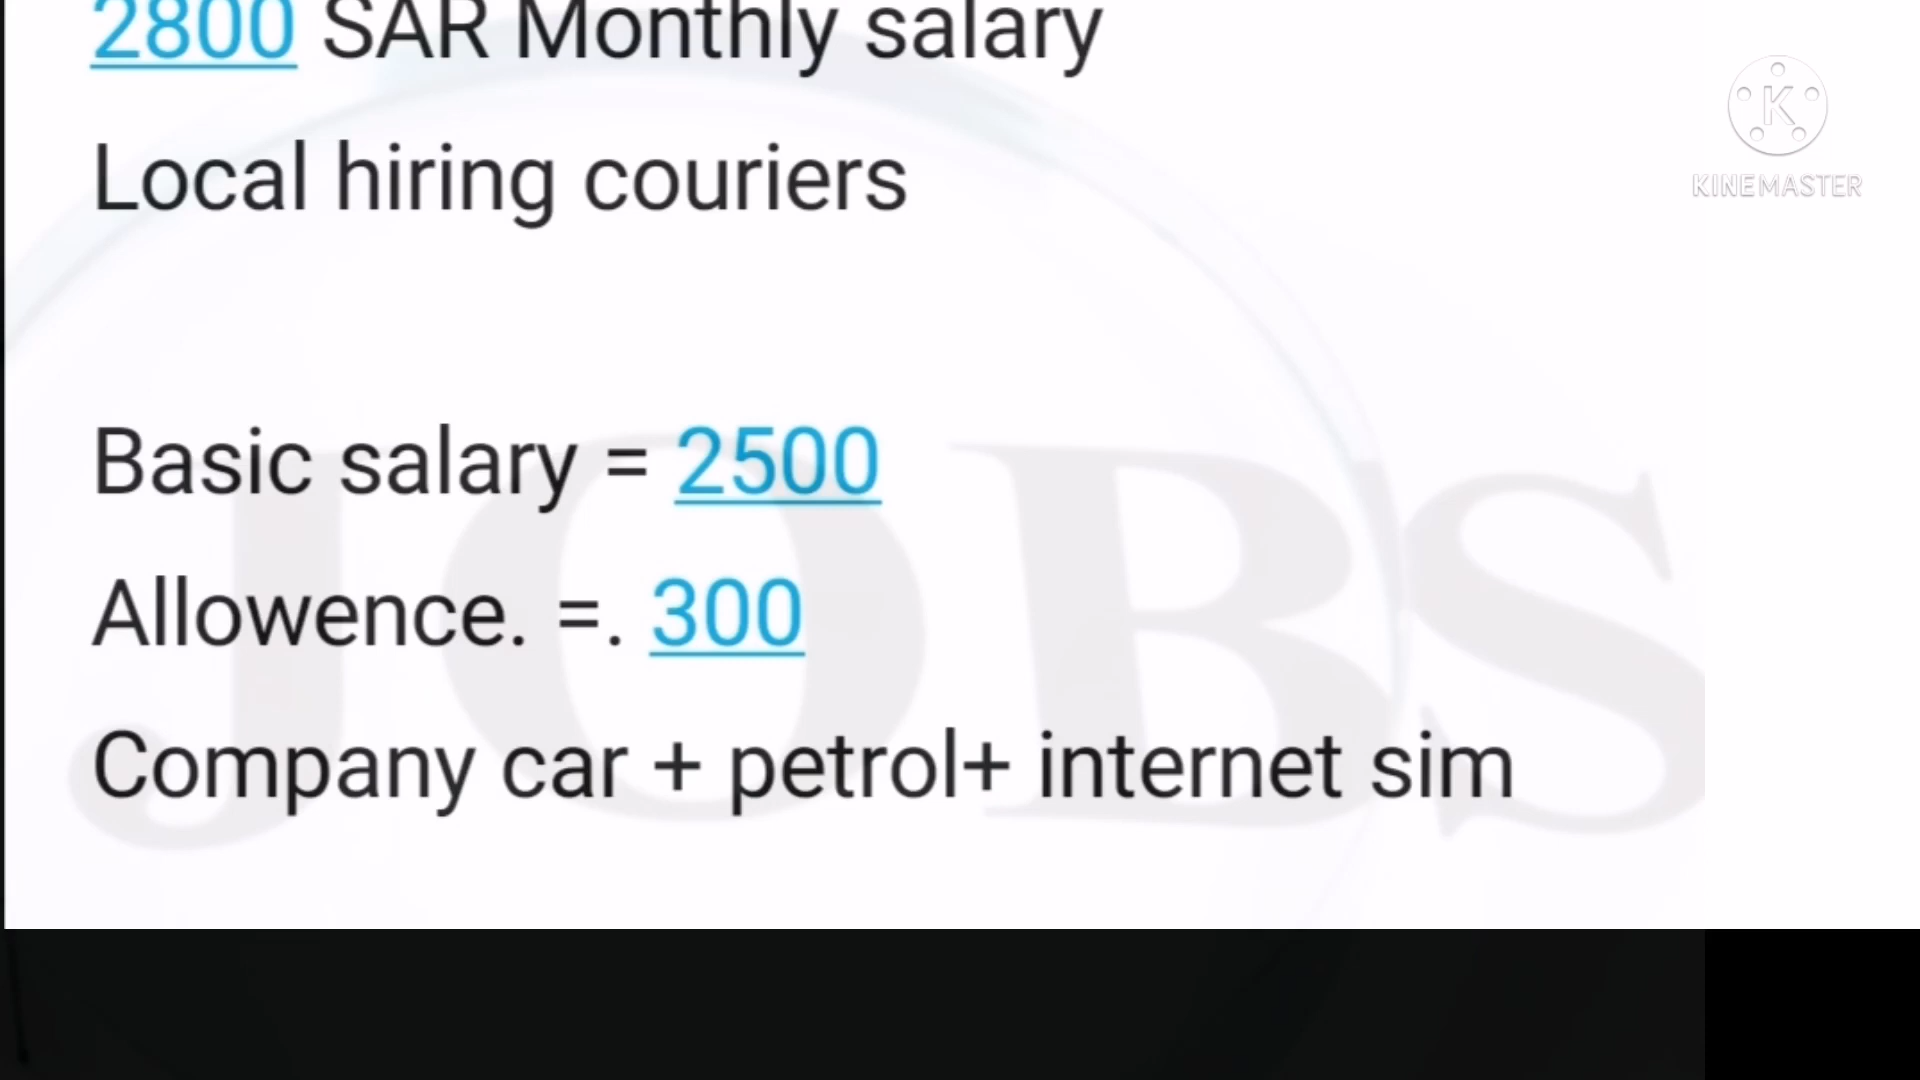 2800 SAR Monthly salary
Local hiring couriers
Basic salary = 2500
Allowence. =. 300
Company car + petrol+ internet sim
JOBS
K
KINEMASTER